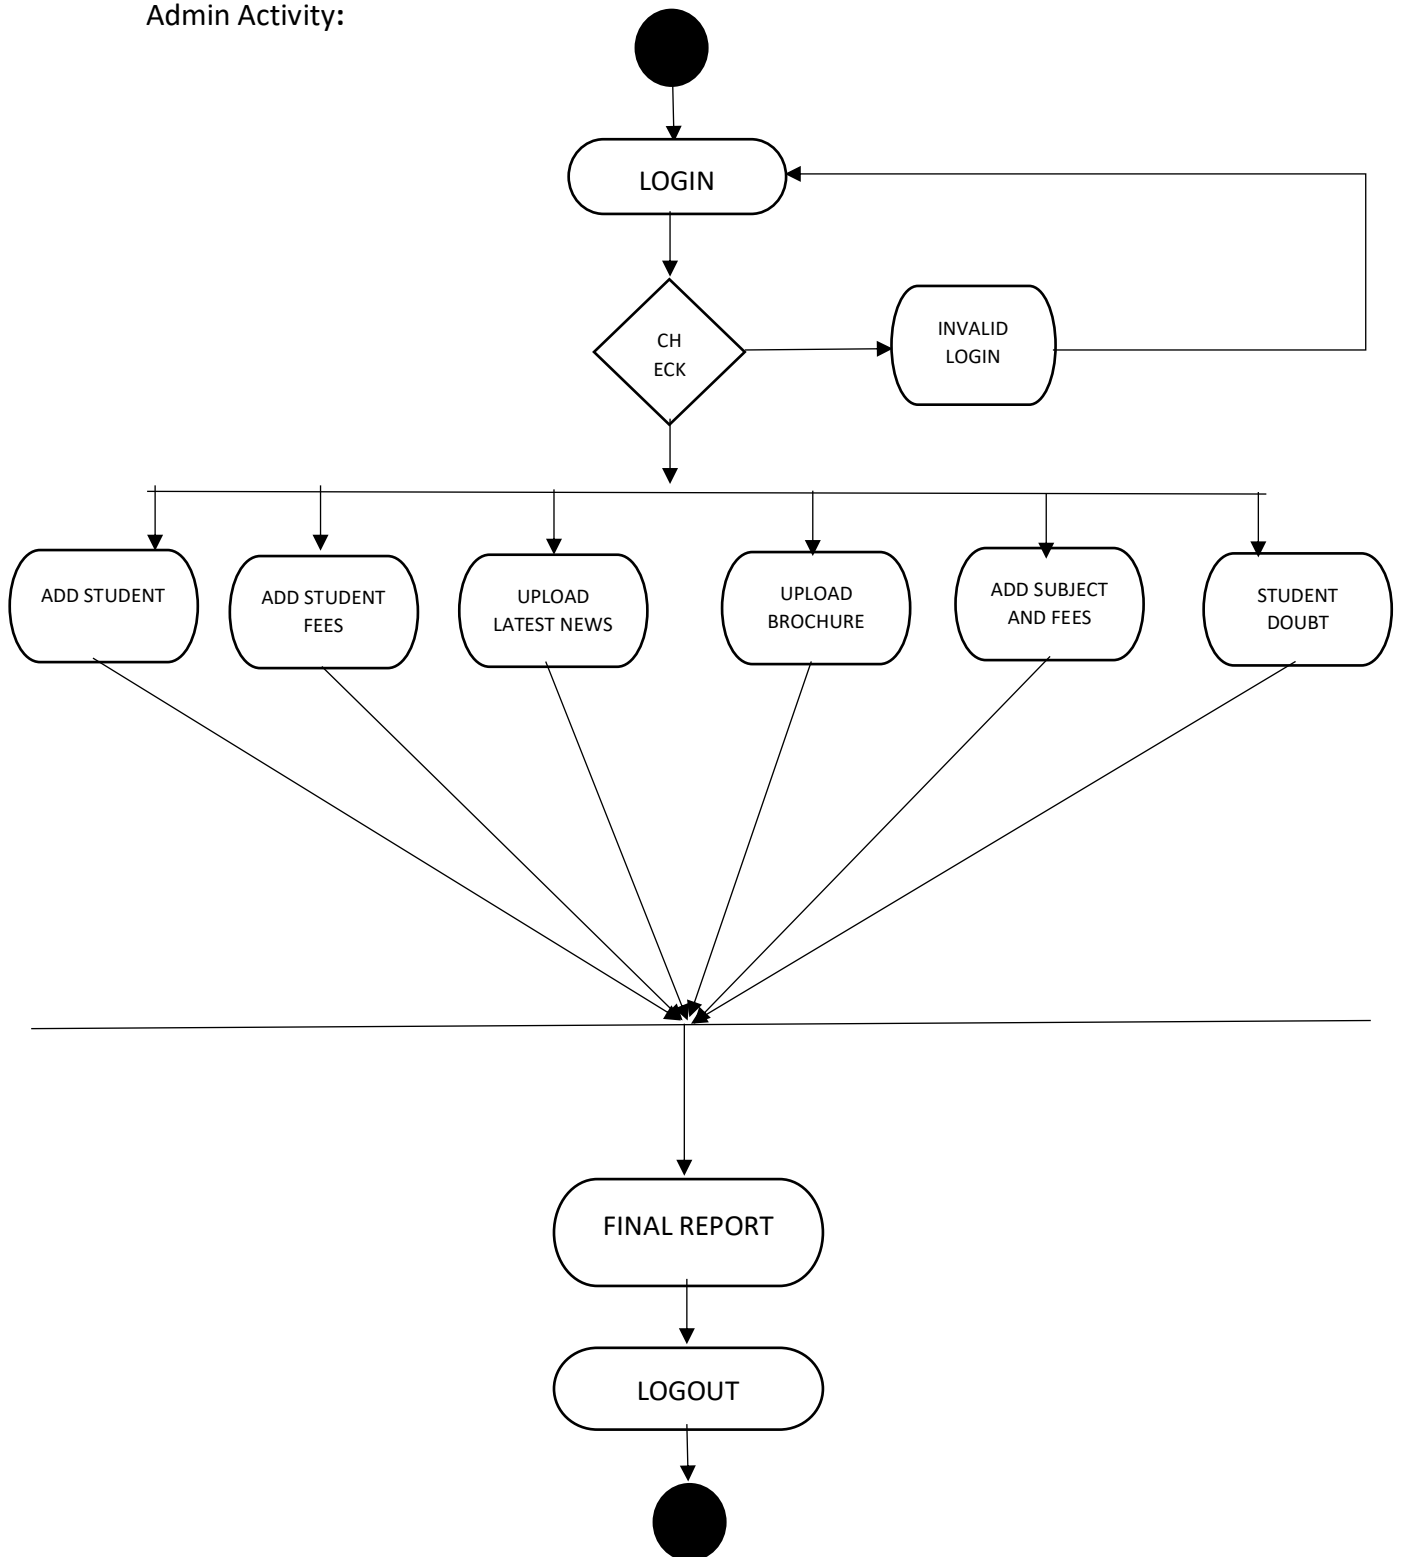 Admin Activity:
LOGIN
CH
ECK
INVALID
LOGIN
ADD STUDENT
ADD STUDENT
FEES
UPLOAD
LATEST NEWS
UPLOAD
BROCHURE
ADD SUBJECT
AND FEES
STUDENT
DOUBT
FINAL REPORT
LOGOUT